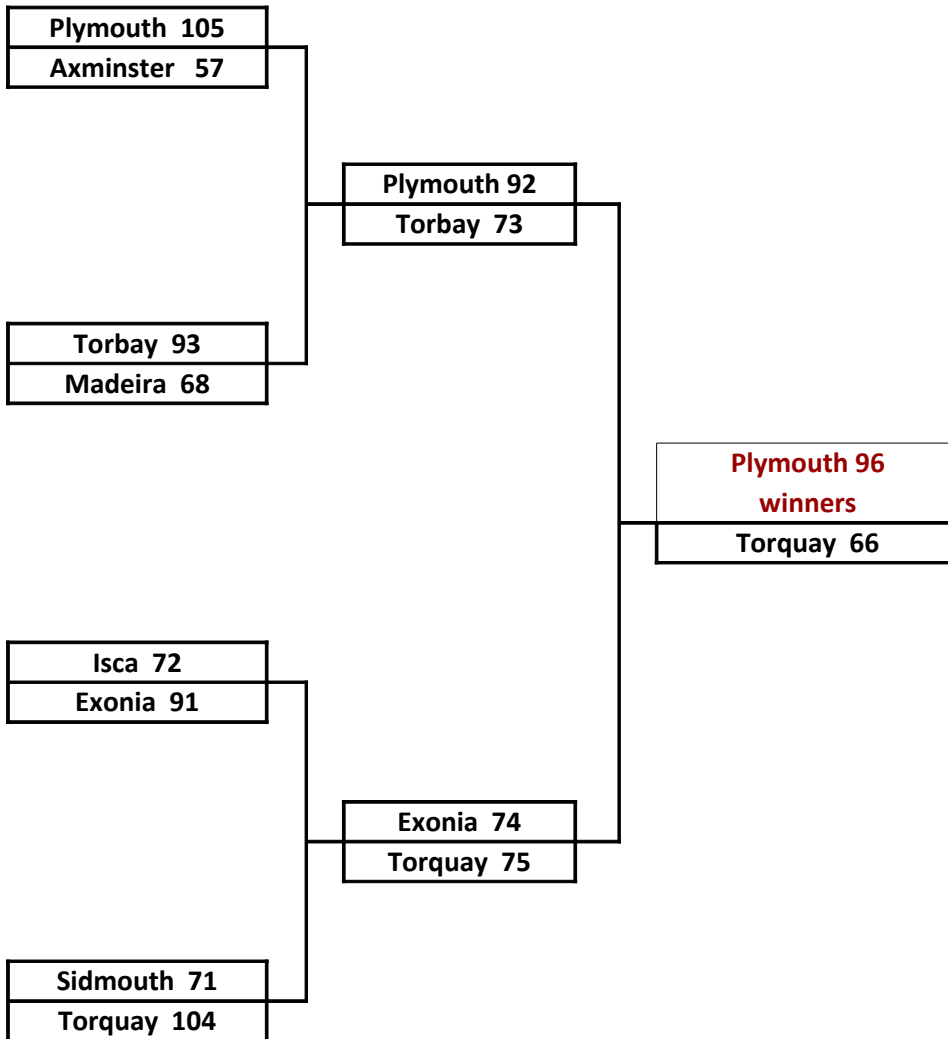 Plymouth 105
Axminster 57
Plymouth 92
Torbay 73
Torbay 93
Madeira 68
Plymouth 96
winners
Torquay 66
Isca 72
Exonia 91
Exonia 74
Torquay 75
Sidmouth 71
Torquay 104